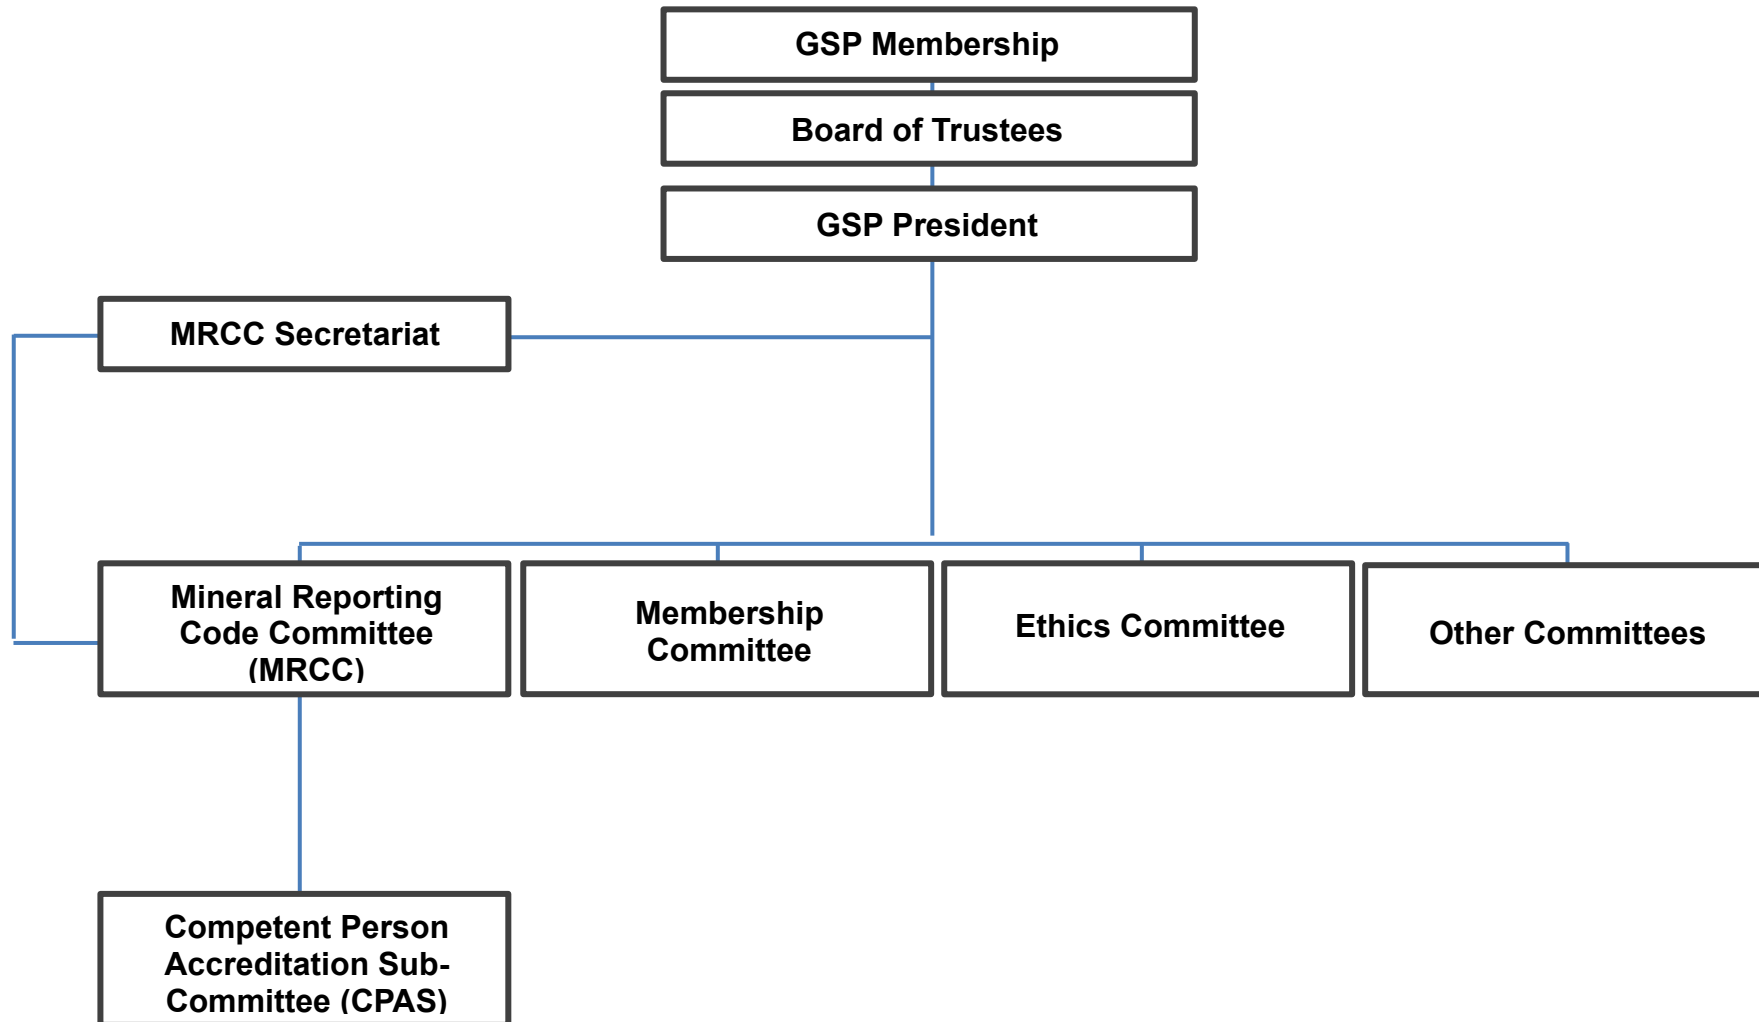 GSP Membership
Board of Trustees
GSP President
MRCC Secretariat
Mineral Reporting
Code Committee
(MRCC)
Membership
Committee
Ethics Committee
Other Committees
Competent Person
Accreditation Sub-
Committee (CPAS)